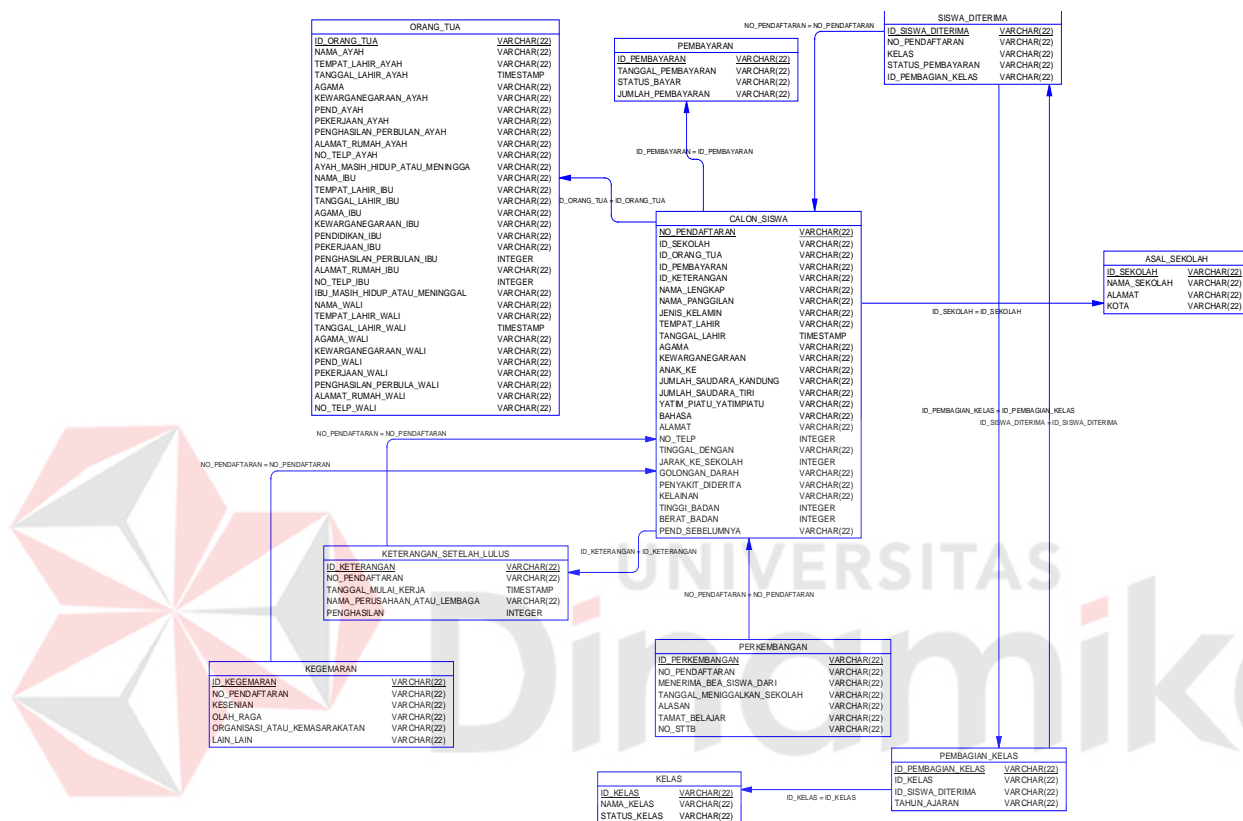 ORANG_TUA
ID_ORANG_TUA VARCHAR(22)
NAMA_AYAH VARCHAR(22)
TEMPAT_LAHIR_AYAH VARCHAR(22)
TANGGAL_LAHIR_AYAH TIMESTAMP
AGAMA VARCHAR(22)
KEWARGANEGARAAN_AYAH VARCHAR(22)
PEND_AYAH VARCHAR(22)
PEKERJAAN_AYAH VARCHAR(22)
PENGHASILAN_PERBULAN_AYAH VARCHAR(22)
ALAMAT_RUMAH_AYAH VARCHAR(22)
NO_TELP_AYAH VARCHAR(22)
AYAH_MASIH_HIDUP_ATAU_MENINGGA VARCHAR(22)
NAMA_IBU VARCHAR(22)
TEMPAT_LAHIR_IBU VARCHAR(22)
TANGGAL_LAHIR_IBU VARCHAR(22)
AGAMA_IBU VARCHAR(22)
KEWARGANEGARAAN_IBU VARCHAR(22)
PENDIDIKAN_IBU VARCHAR(22)
PEKERJAAN_IBU VARCHAR(22)
PENGHASILAN_PERBULAN_IBU INTEGER
ALAMAT_RUMAH_IBU VARCHAR(22)
NO_TELP_IBU INTEGER
IBU_MASIH_HIDUP_ATAU_MENINGGAL VARCHAR(22)
NAMA_WALI VARCHAR(22)
TEMPAT_LAHIR_WALI VARCHAR(22)
TANGGAL_LAHIR_WALI TIMESTAMP
AGAMA_WALI VARCHAR(22)
KEWARGANEGARAAN_WALI VARCHAR(22)
PEND_WALI VARCHAR(22)
PEKERJAAN_WALI VARCHAR(22)
PENGHASILAN_PERBULA_WALI VARCHAR(22)
ALAMAT_RUMAH_WALI VARCHAR(22)
NO_TELP_WALI VARCHAR(22)
PEMBAYARAN
ID_PEMBAYARAN VARCHAR(22)
TANGGAL_PEMBAYARAN VARCHAR(22)
STATUS_BAYAR VARCHAR(22)
JUMLAH_PEMBAYARAN VARCHAR(22)
NO_PENDAFTARAN = NO_PENDAFTARAN
SISWA_DITERIMA
ID_SISWA_DITERIMA VARCHAR(22)
NO_PENDAFTARAN VARCHAR(22)
KELAS VARCHAR(22)
STATUS_PEMBAYARAN VARCHAR(22)
ID_PEMBAGIAN_KELAS VARCHAR(22)
ID_PEMBAYARAN = ID_PEMBAYARAN
ID_ORANG_TUA = ID_ORANG_TUA
CALON_SISWA
NO_PENDAFTARAN VARCHAR(22)
ID_SEKOLAH VARCHAR(22)
ID_ORANG_TUA VARCHAR(22)
ID_PEMBAYARAN VARCHAR(22)
ID_KETERANGAN VARCHAR(22)
NAMA_LENGKAP VARCHAR(22)
NAMA_PANGGILAN VARCHAR(22)
JENIS_KELAMIN VARCHAR(22)
TEMPAT_LAHIR VARCHAR(22)
TANGGAL_LAHIR TIMESTAMP
AGAMA VARCHAR(22)
KEWARGANEGARAAN VARCHAR(22)
ANAK_KE VARCHAR(22)
JUMLAH_SAUDARA_KANDUNG VARCHAR(22)
JUMLAH_SAUDARA_TIRI VARCHAR(22)
YATIM_PIATU_YATIMPIATU VARCHAR(22)
BAHASA VARCHAR(22)
ALAMAT VARCHAR(22)
NO_TELP INTEGER
TINGGAL_DENGAN VARCHAR(22)
JARAK_KE_SEKOLAH INTEGER
GOLONGAN_DARAH VARCHAR(22)
PENYAKIT_DIDERITA VARCHAR(22)
KELAINAN VARCHAR(22)
TINGGI_BADAN INTEGER
BERAT_BADAN INTEGER
PEND_SEBELUMNYA VARCHAR(22)
ASAL_SEKOLAH
ID_SEKOLAH VARCHAR(22)
NAMA_SEKOLAH VARCHAR(22)
ALAMAT VARCHAR(22)
KOTA VARCHAR(22)
ID_SEKOLAH = ID_SEKOLAH
ID_PEMBAGIAN_KELAS = ID_PEMBAGIAN_KELAS
ID_SISWA_DITERIMA = ID_SISWA_DITERIMA
NO_PENDAFTARAN = NO_PENDAFTARAN
NO_PENDAFTARAN = NO_PENDAFTARAN
KETERANGAN_SETELAH_LULUS
ID_KETERANGAN VARCHAR(22)
NO_PENDAFTARAN VARCHAR(22)
TANGGAL_MULAI_KERJA TIMESTAMP
NAMA_PERUSAHAAN_ATAU_LEMBAGA VARCHAR(22)
PENGHASILAN INTEGER
ID_KETERANGAN = ID_KETERANGAN
UNIVERSITAS
Dinamika
NO_PENDAFTARAN = NO_PENDAFTARAN
KEGEMARAN
ID_KEGEMARAN VARCHAR(22)
NO_PENDAFTARAN VARCHAR(22)
KESENIAN VARCHAR(22)
OLAH_RAGA VARCHAR(22)
ORGANISASI_ATAU_KEMASARAKATAN VARCHAR(22)
LAIN_LAIN VARCHAR(22)
PERKEMBANGAN
ID_PERKEMBANGAN VARCHAR(22)
NO_PENDAFTARAN VARCHAR(22)
MENERIMA_BEA_SISWA_DARI VARCHAR(22)
TANGGAL_MENIGGALKAN_SEKOLAH VARCHAR(22)
ALASAN VARCHAR(22)
TAMAT_BELAJAR VARCHAR(22)
NO_STTB VARCHAR(22)
PEMBAGIAN_KELAS
ID_PEMBAGIAN_KELAS VARCHAR(22)
ID_KELAS VARCHAR(22)
ID_SISWA_DITERIMA VARCHAR(22)
TAHUN_AJARAN VARCHAR(22)
KELAS
ID_KELAS VARCHAR(22)
NAMA_KELAS VARCHAR(22)
STATUS_KELAS VARCHAR(22)
ID_KELAS = ID_KELAS